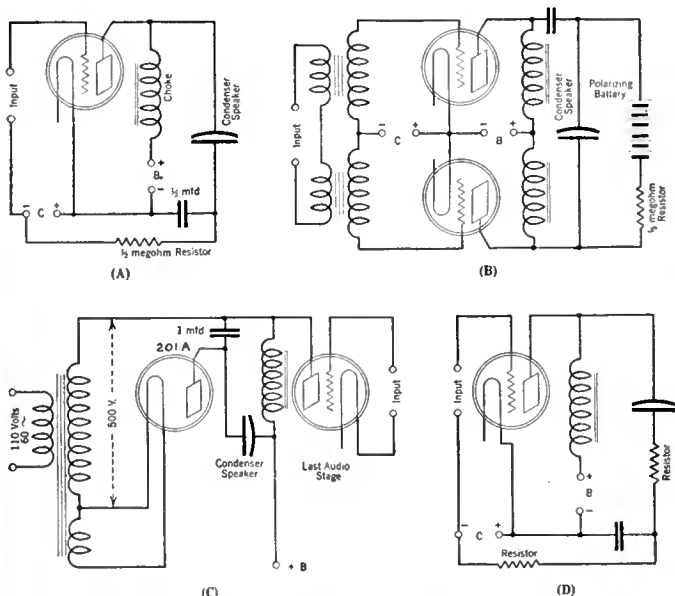 Input
Choke
Condenser
Speaker
+
B
-
½ mfd
- C +
½ megohm Resistor
(A)
Input
- C +
- B +
Condenser
Speaker
Polarizing
Battery
½ megohm
Resistor
(B)
110 Volts
60 ~
500 V.
201A
1 mfd
Condenser
Speaker
Last Audio
Stage
Input
+ B
(C)
Input
+
B
-
- C +
Resistor
Resistor
(D)